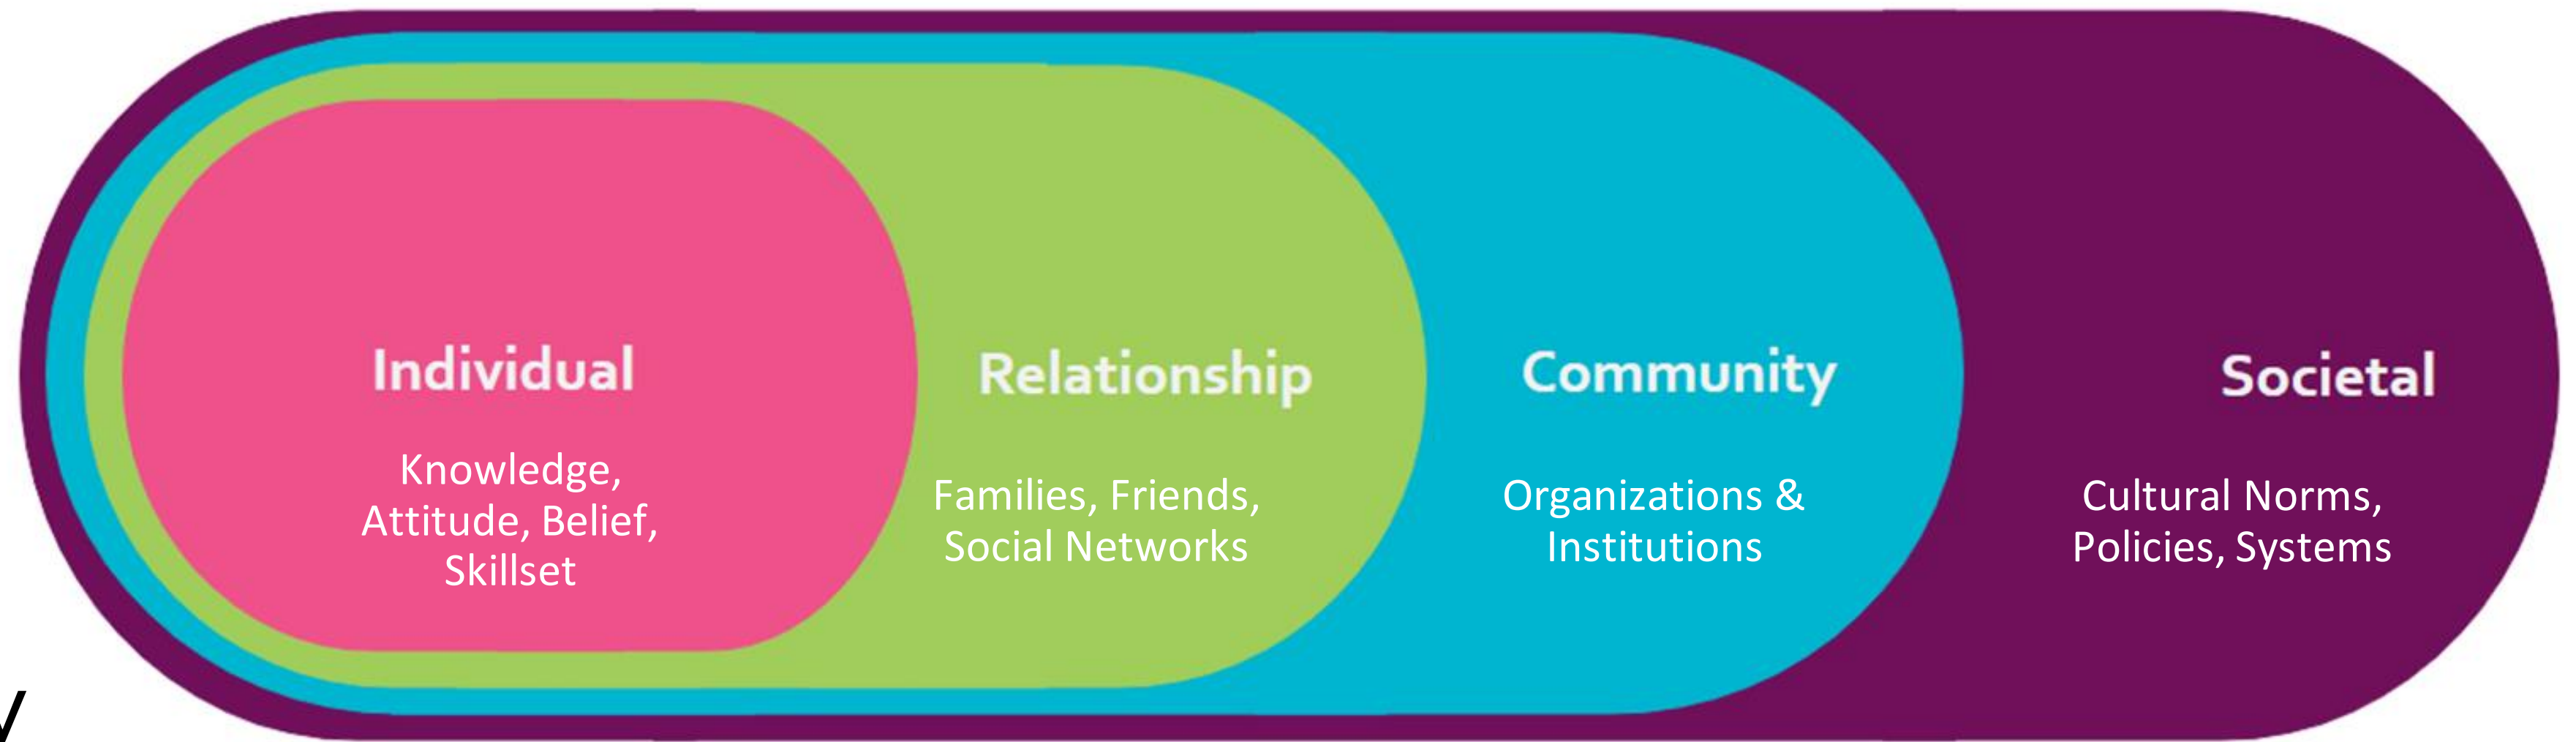 Individual
Knowledge,
Attitude, Belief,
Skillset
Relationship
Families, Friends,
Social Networks
Community
Organizations &
Institutions
Societal
Cultural Norms,
Policies, Systems